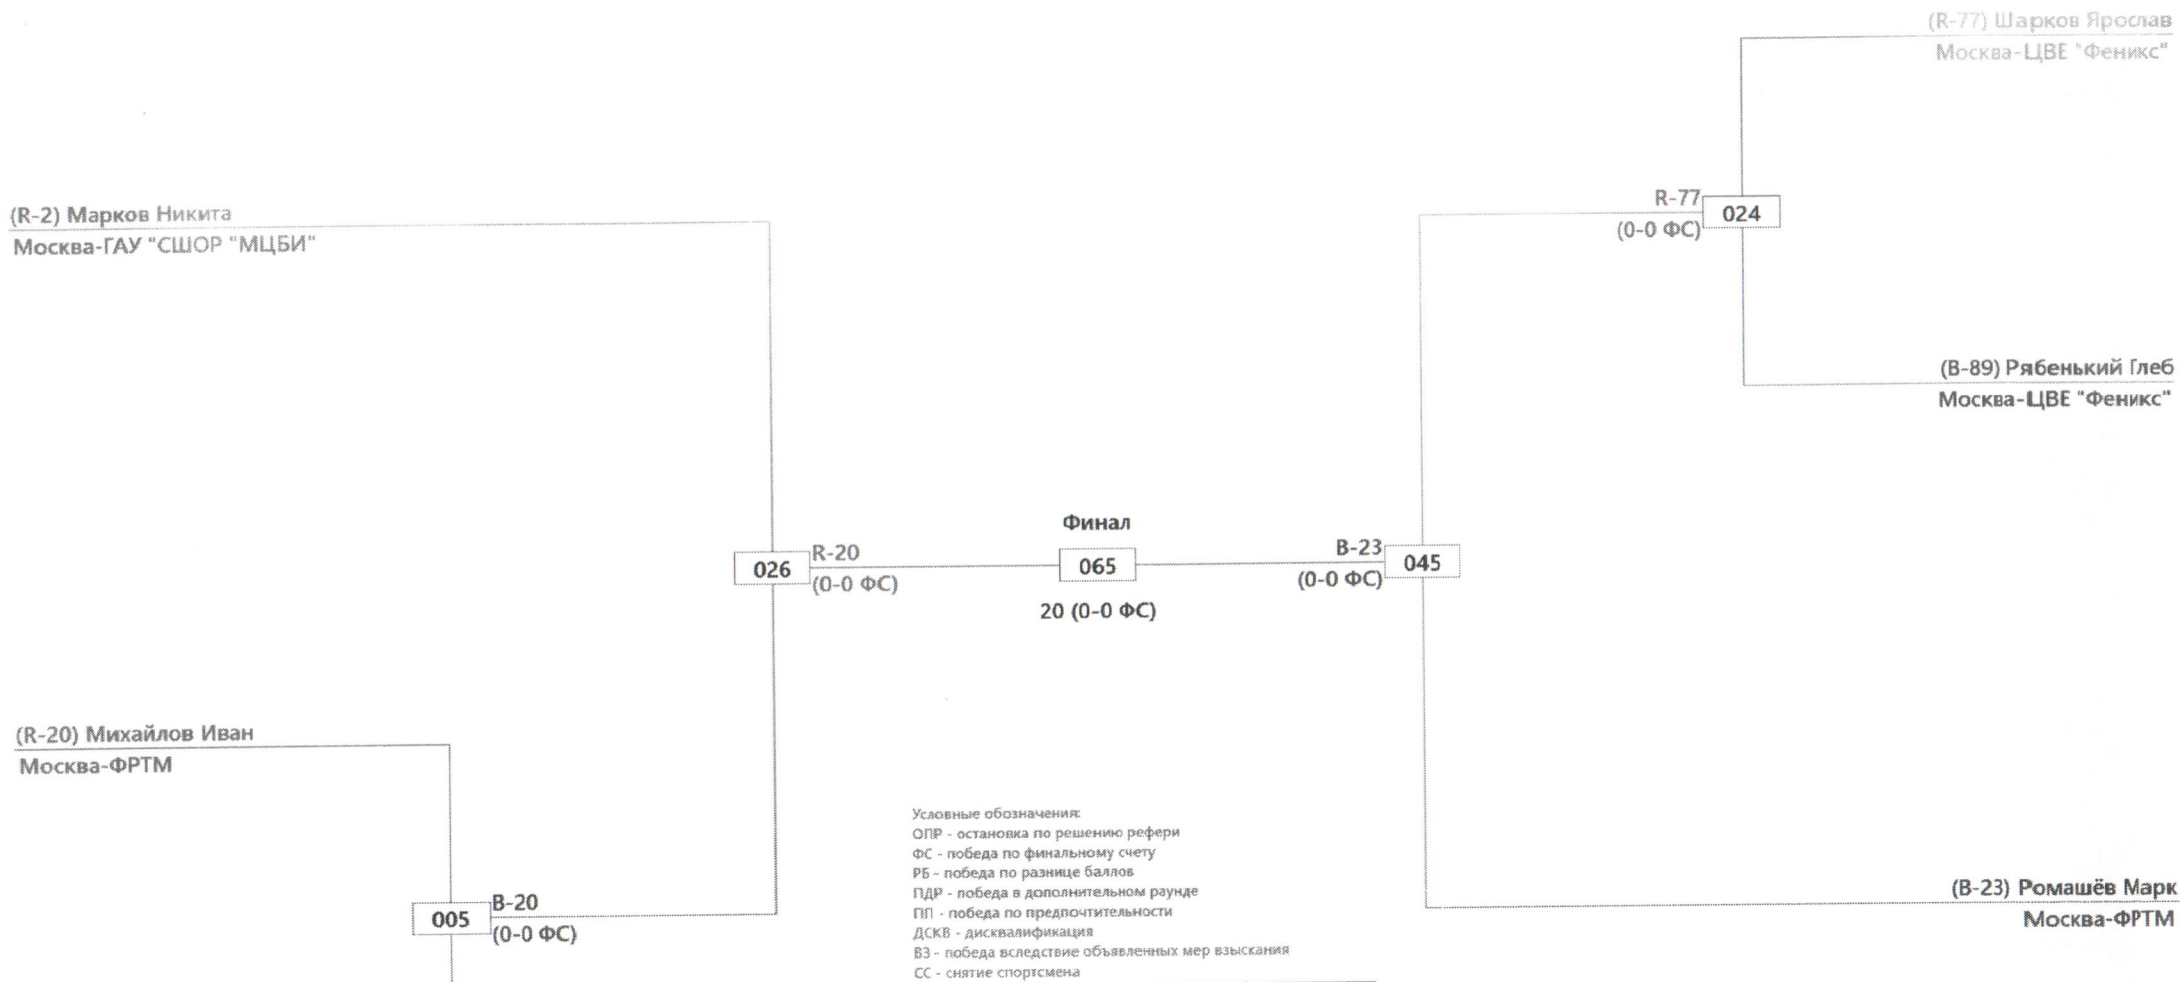 (R-77) Шарков Ярослав
Москва-ЦВЕ "Феникс"
(R-2) Марков Никита
Москва-ГАУ "СШОР "МЦБИ"
R-77
(0-0 ФС)
024
(B-89) Рябенький Глеб
Москва-ЦВЕ "Феникс"
Финал
026
R-20
(0-0 ФС)
065
20 (0-0 ФС)
B-23
(0-0 ФС)
045
(R-20) Михайлов Иван
Москва-ФРТМ
005
B-20
(0-0 ФС)
Условные обозначения:
ОПР - остановка по решению рефери
ФС - победа по финальному счету
РБ - победа по разнице баллов
ПДР - победа в дополнительном раунде
ПП - победа по предпочтительности
ДСКВ - дисквалификация
ВЗ - победа вследствие объявленных мер взыскания
СС - снятие спортсмена
(B-23) Ромашёв Марк
Москва-ФРТМ